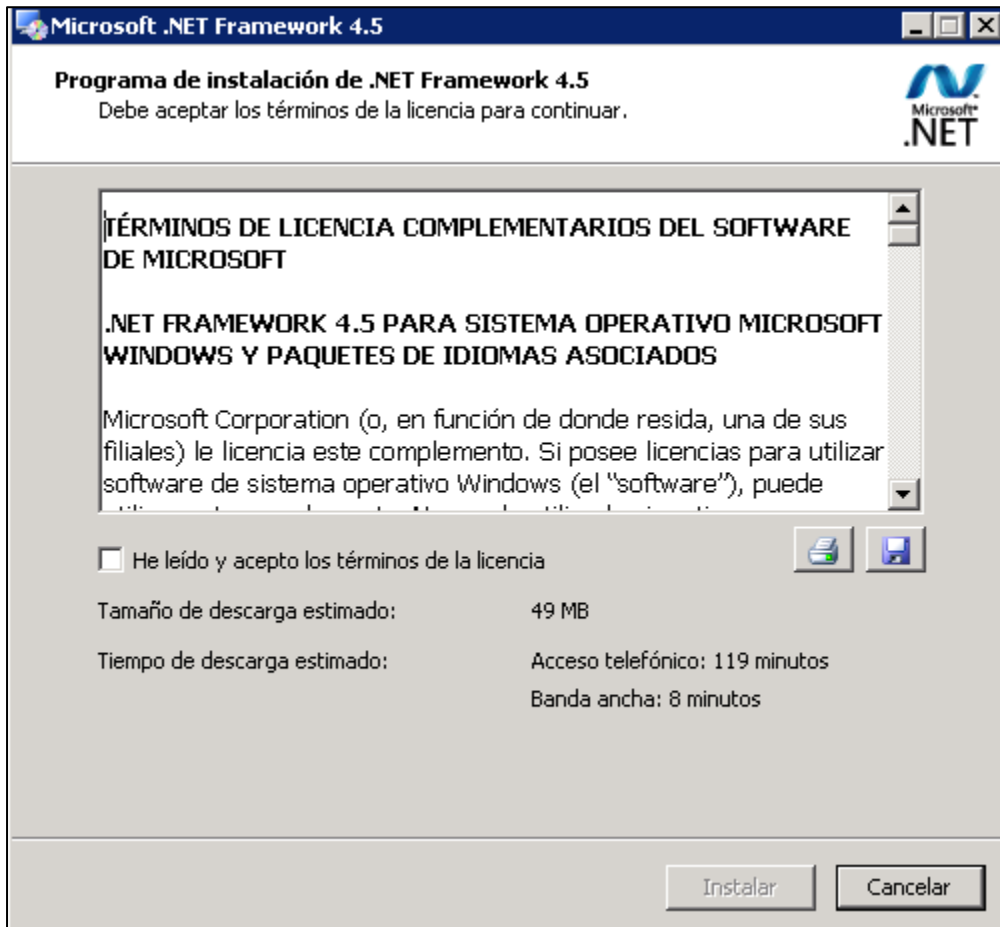 Microsoft .NET Framework 4.5
Programa de instalación de .NET Framework 4.5
Debe aceptar los términos de la licencia para continuar.
Microsoft®
.NET
TÉRMINOS DE LICENCIA COMPLEMENTARIOS DEL SOFTWARE
DE MICROSOFT
.NET FRAMEWORK 4.5 PARA SISTEMA OPERATIVO MICROSOFT
WINDOWS Y PAQUETES DE IDIOMAS ASOCIADOS
Microsoft Corporation (o, en función de donde resida, una de sus
filiales) le licencia este complemento. Si posee licencias para utilizar
software de sistema operativo Windows (el "software"), puede
He leído y acepto los términos de la licencia
Tamaño de descarga estimado: 49 MB
Tiempo de descarga estimado: Acceso telefónico: 119 minutos
Banda ancha: 8 minutos
Instalar Cancelar